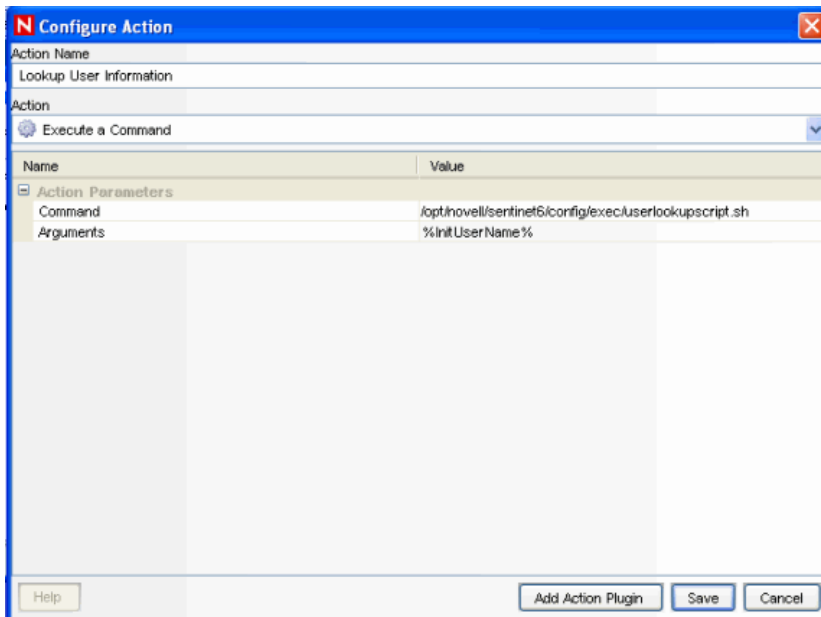 N Configure Action
Action Name
Lookup User Information
Action
Execute a Command
Name Value
Action Parameters
Command /opt/novell/sentinet6/config/exec/userlookupscript.sh
Arguments %InitUserName%
Help Add Action Plugin Save Cancel